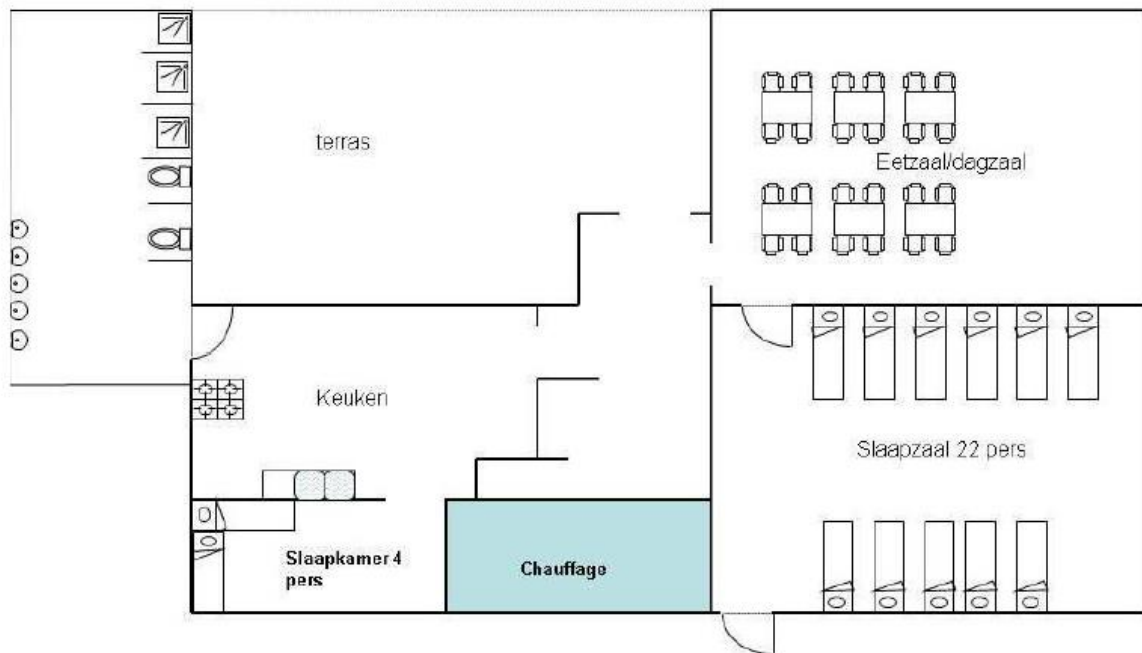 terras
Eetzaal/dagzaal
Keuken
Slaapzaal 22 pers
Slaapkamer 4
pers
Chauffage